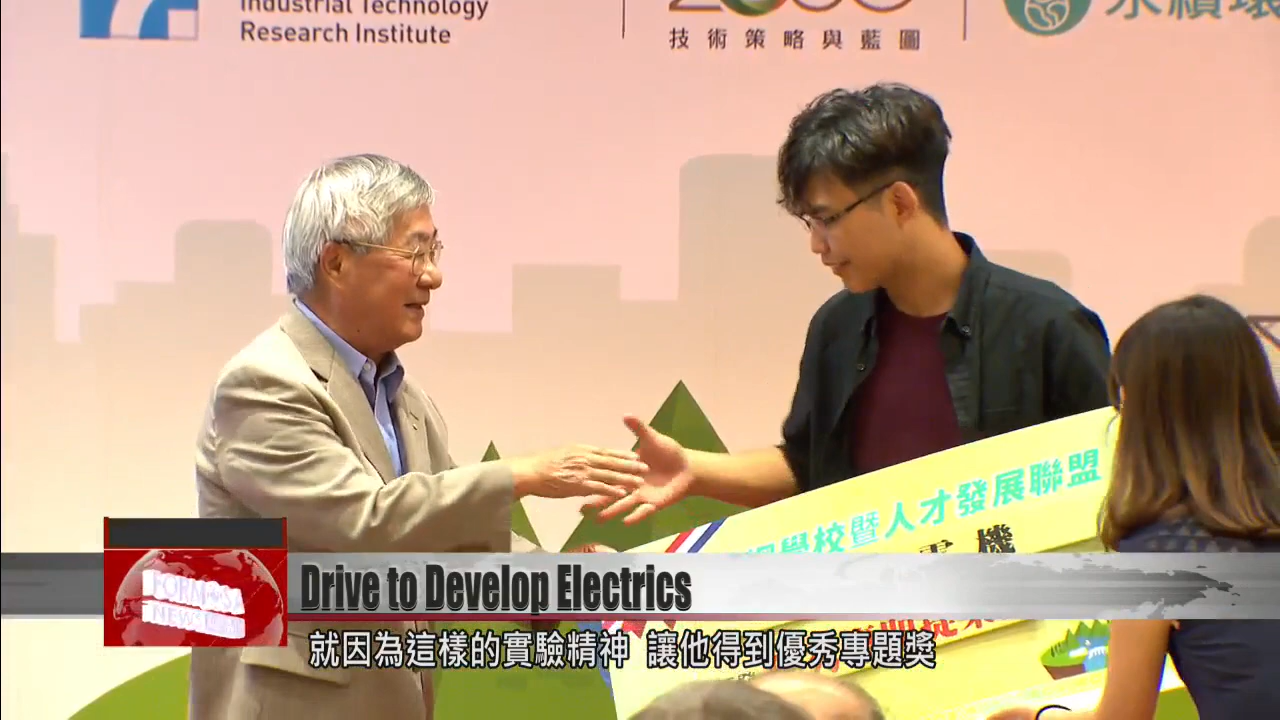 Industrial Technology
Research Institute
技術策略與藍圖
學校暨人才發展聯盟
FORMOSA
NEWS
Drive to Develop Electrics
就因為這樣的實驗精神 讓他得到優秀專題獎